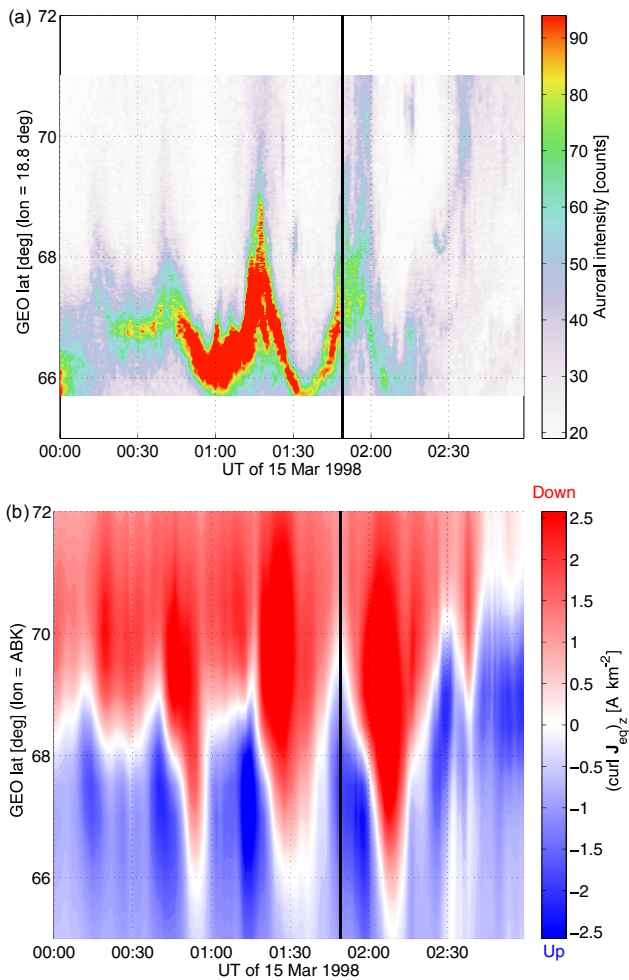 (a)
72
70
68
66
GEO lat [deg] (lon = 18.8 deg)
00:00 00:30 01:00 01:30 02:00 02:30
UT of 15 Mar 1998
90
80
70
60
50
40
30
20
Auroral intensity [counts]
Down
(b)
72
70
68
66
GEO lat [deg] (lon = ABK)
00:00 00:30 01:00 01:30 02:00 02:30
UT of 15 Mar 1998
2.5
2
1.5
1
0.5
0
−0.5
−1
−1.5
−2
−2.5
(curl J_eq)_z [A km^-2]
Up